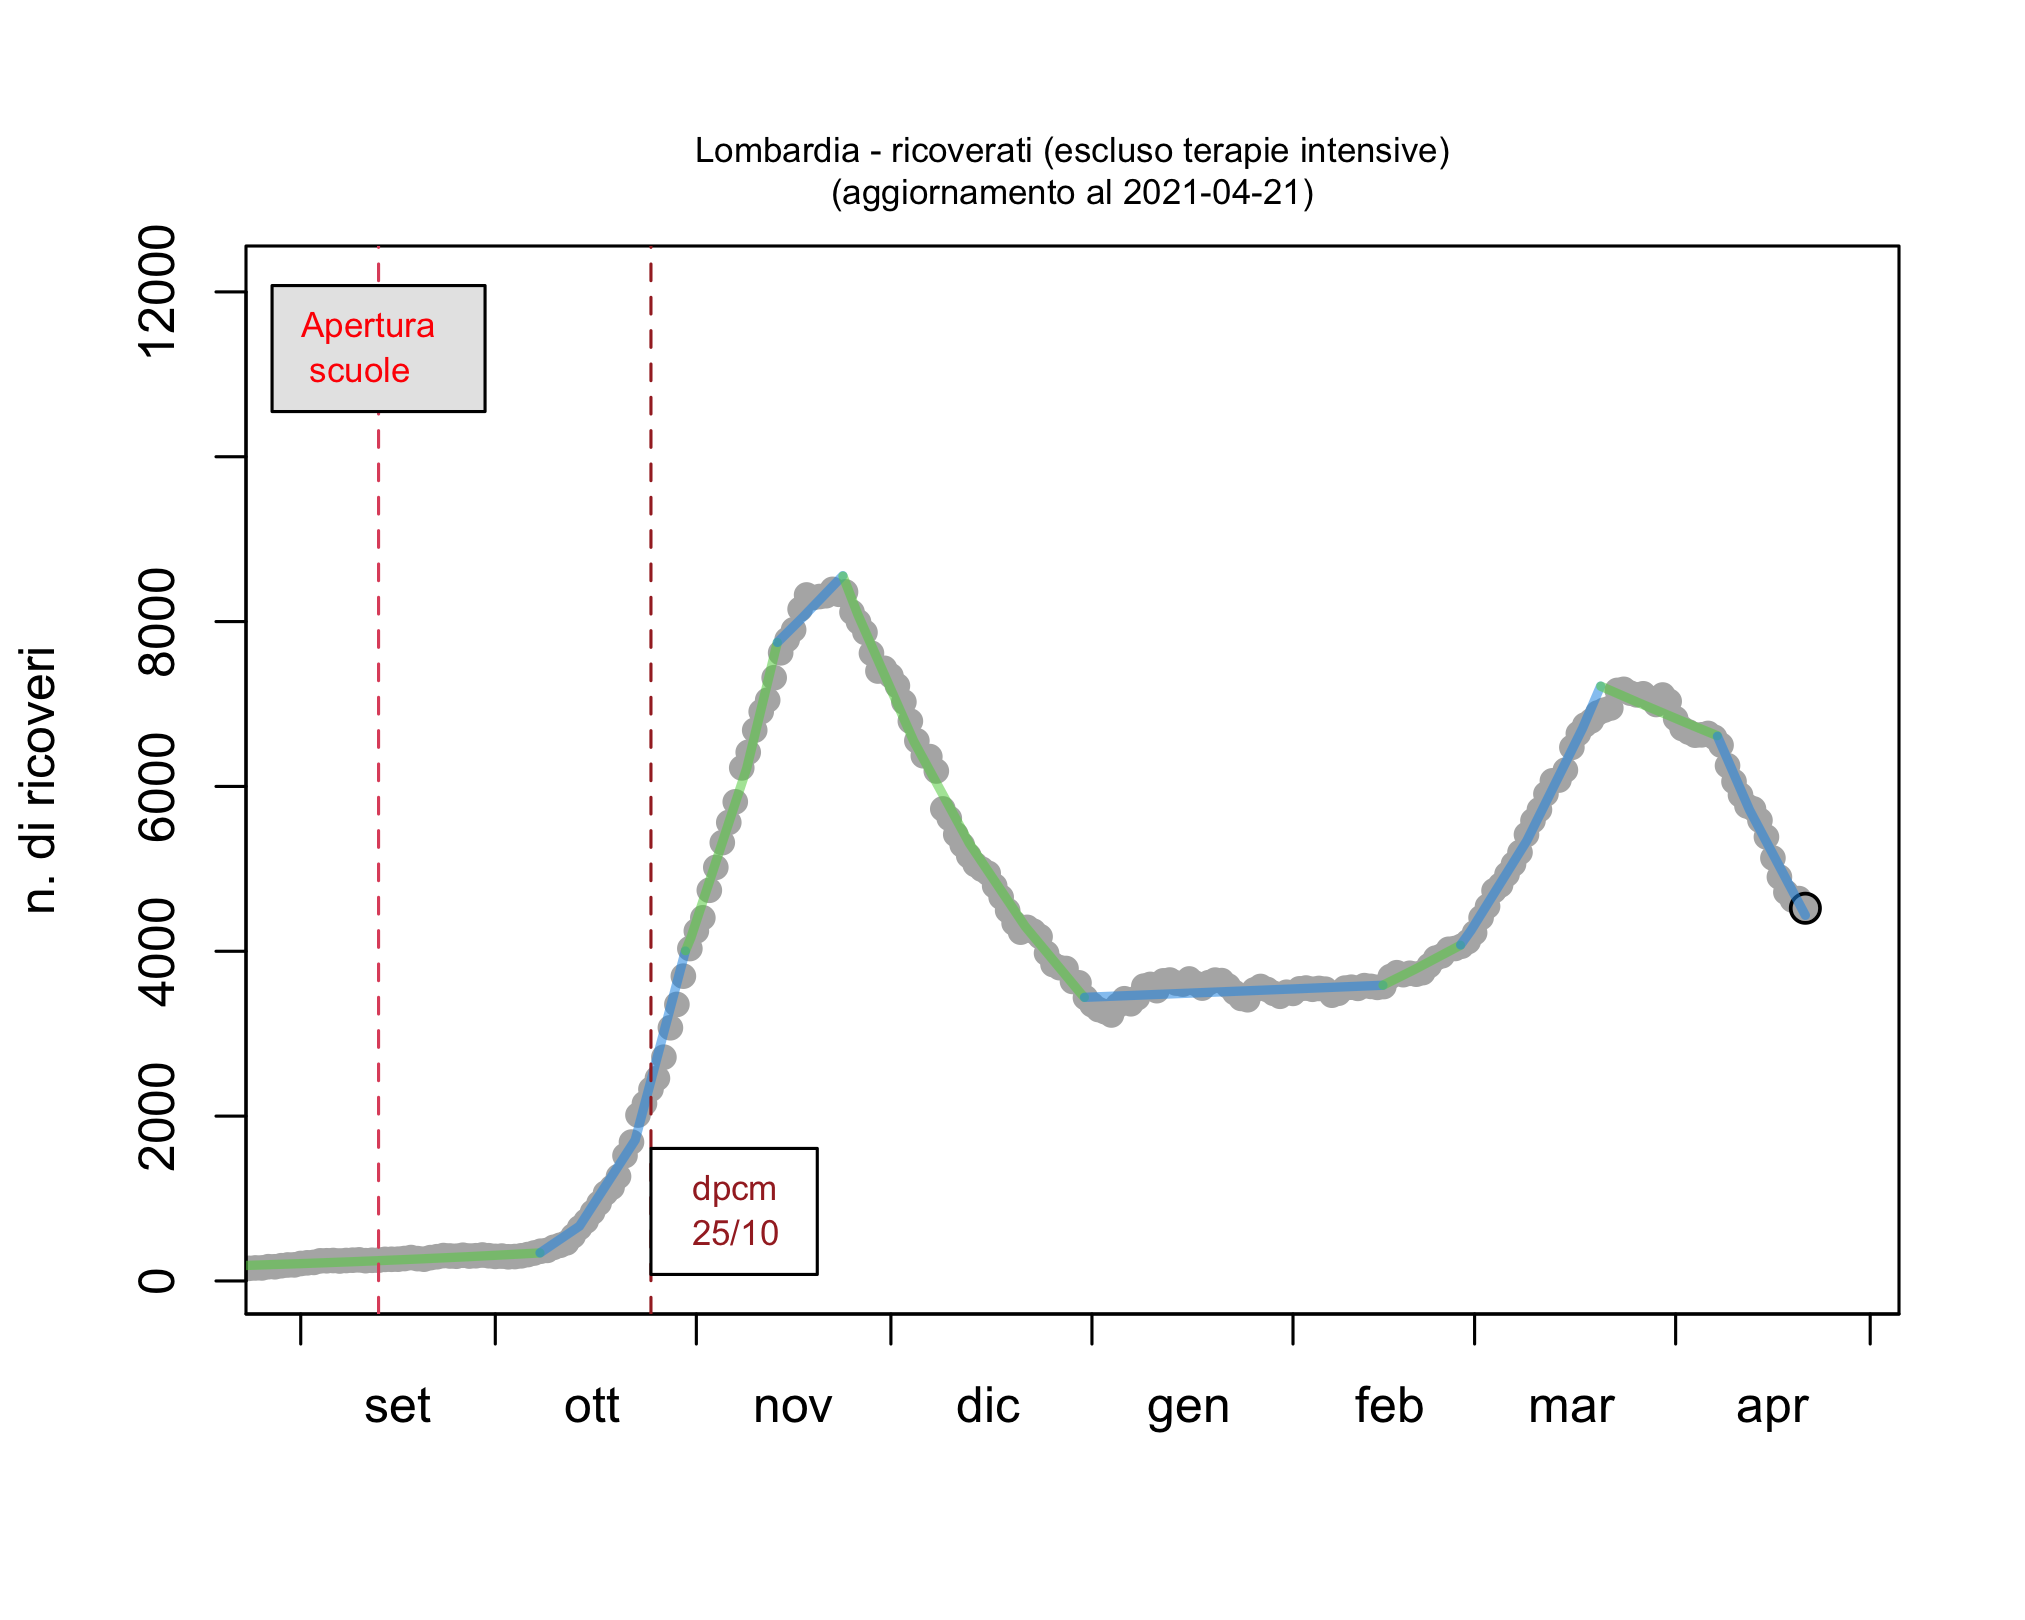 Lombardia - ricoverati (escluso terapie intensive)
(aggiornamento al 2021-04-21)
n. di ricoveri
12000
8000
6000
4000
2000
0
Apertura
scuole
dpcm
25/10
set ott nov dic gen feb mar apr